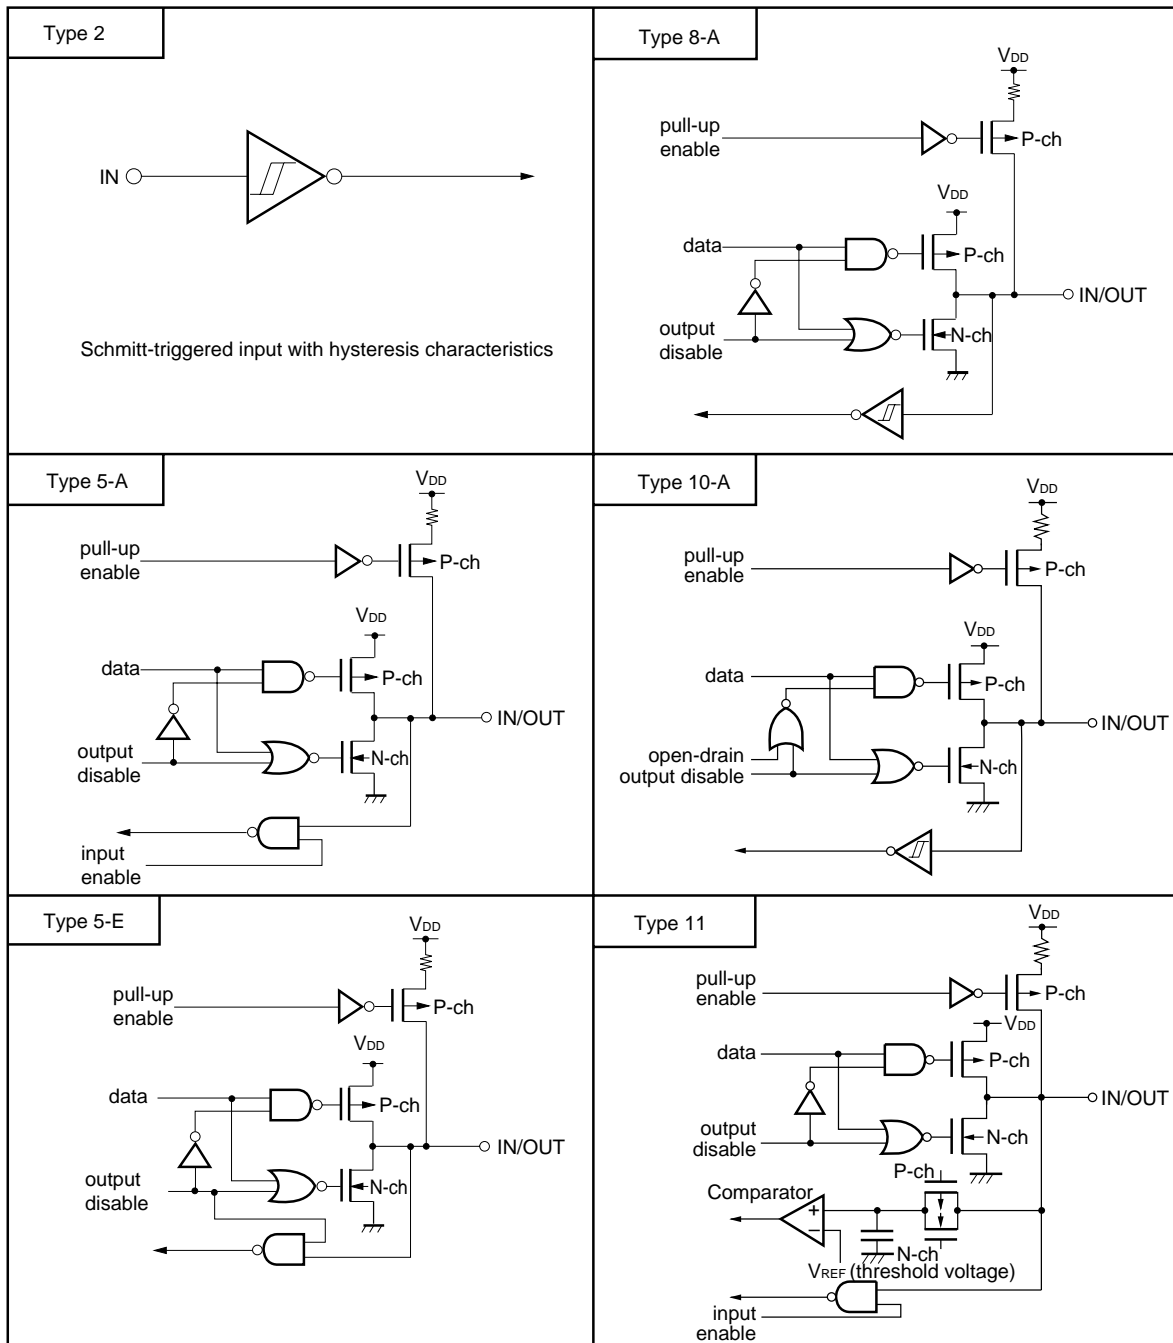 Type 2
IN
Schmitt-triggered input with hysteresis characteristics
Type 8-A
VDD
pull-up
enable
P-ch
VDD
data
P-ch
IN/OUT
output
disable
N-ch
Type 5-A
VDD
pull-up
enable
P-ch
VDD
data
P-ch
IN/OUT
output
disable
N-ch
input
enable
Type 10-A
VDD
pull-up
enable
P-ch
VDD
data
P-ch
IN/OUT
open-drain
output disable
N-ch
Type 5-E
VDD
pull-up
enable
P-ch
VDD
data
P-ch
IN/OUT
output
disable
N-ch
Type 11
VDD
pull-up
enable
P-ch
VDD
data
P-ch
IN/OUT
output
disable
N-ch
P-ch
Comparator
+
−
N-ch
VREF (threshold voltage)
input
enable